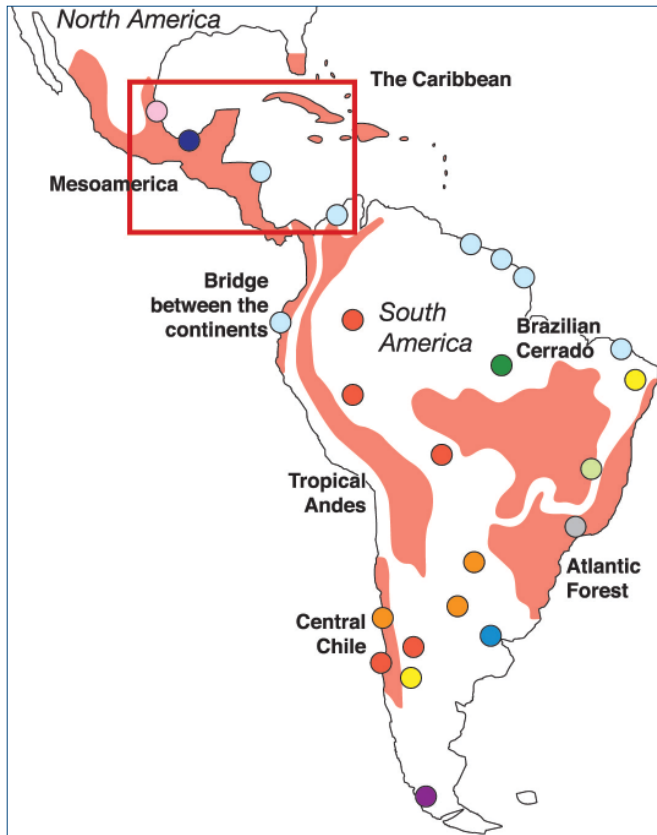 North America
The Caribbean
Mesoamerica
Bridge
between the
continents
South
America
Brazilian
Cerrado
Tropical
Andes
Atlantic
Forest
Central
Chile